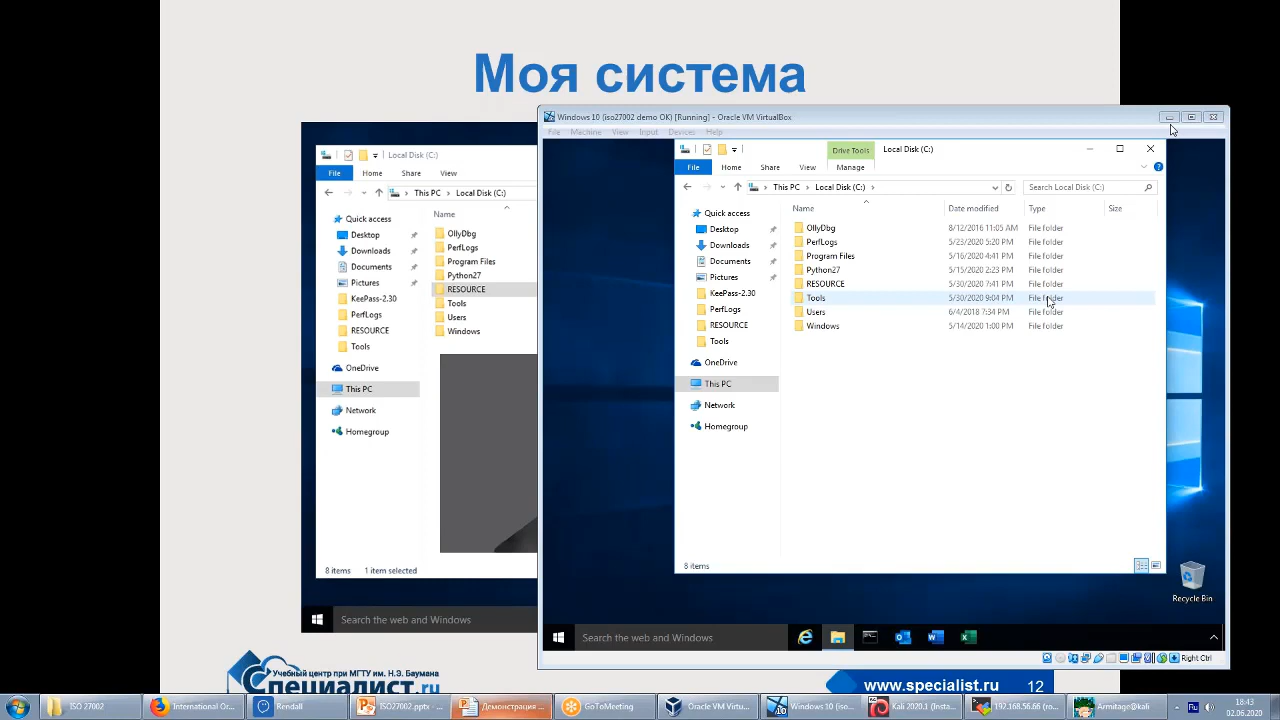 Моя система
Local Disk (C:)
File Home Share View
This PC Local Disk (C:)
Name
Quick access
Desktop
Downloads
Documents
Pictures
KeePass-2.30
PerfLogs
RESOURCE
Tools
OneDrive
This PC
Network
Homegroup
OllyDbg
PerfLogs
Program Files
Python27
RESOURCE
Tools
Users
Windows
8 items 1 item selected
Search the web and Windows
Windows 10 (iso27002 demo OK) [Running] - Oracle VM VirtualBox
File Machine View Input Devices Help
Drive Tools Local Disk (C:)
File Home Share View Manage
This PC Local Disk (C:) Search Local Disk (C:)
Name Date modified Type Size
Quick access
Desktop
Downloads
Documents
Pictures
KeePass-2.30
PerfLogs
RESOURCE
Tools
OneDrive
This PC
Network
Homegroup
OllyDbg 8/12/2016 11:05 AM File folder
PerfLogs 5/23/2020 5:20 PM File folder
Program Files 5/16/2020 4:41 PM File folder
Python27 5/15/2020 2:23 PM File folder
RESOURCE 5/30/2020 7:41 PM File folder
Tools 5/30/2020 9:04 PM File folder
Users 6/4/2018 7:34 PM File folder
Windows 5/14/2020 1:00 PM File folder
8 items
Recycle Bin
Search the web and Windows
Right Ctrl
Учебный центр при МГТУ им. Н.Э. Баумана
Специалист.ru
www.specialist.ru 12
ISO 27002 International Or... Rendall ISO27002.pptx - ... Демонстрация ... GoToMeeting Oracle VM Virtu... Windows 10 (iso... Kali 2020.1 (Insta... 192.168.56.66 (ro... Armitage@kali RU 18:43
02.06.2020